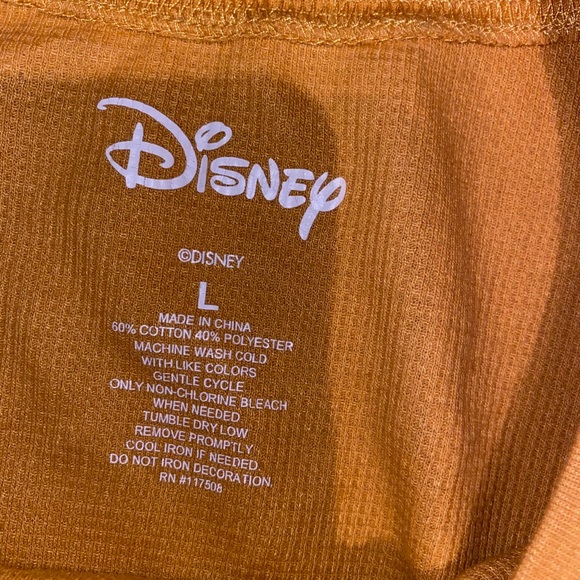 Disney
©DISNEY
L
MADE IN CHINA
60% COTTON 40% POLYESTER
MACHINE WASH COLD
WITH LIKE COLORS
GENTLE CYCLE
ONLY NON-CHLORINE BLEACH
WHEN NEEDED
TUMBLE DRY LOW
REMOVE PROMPTLY
COOL IRON IF NEEDED.
DO NOT IRON DECORATION.
RN #117508